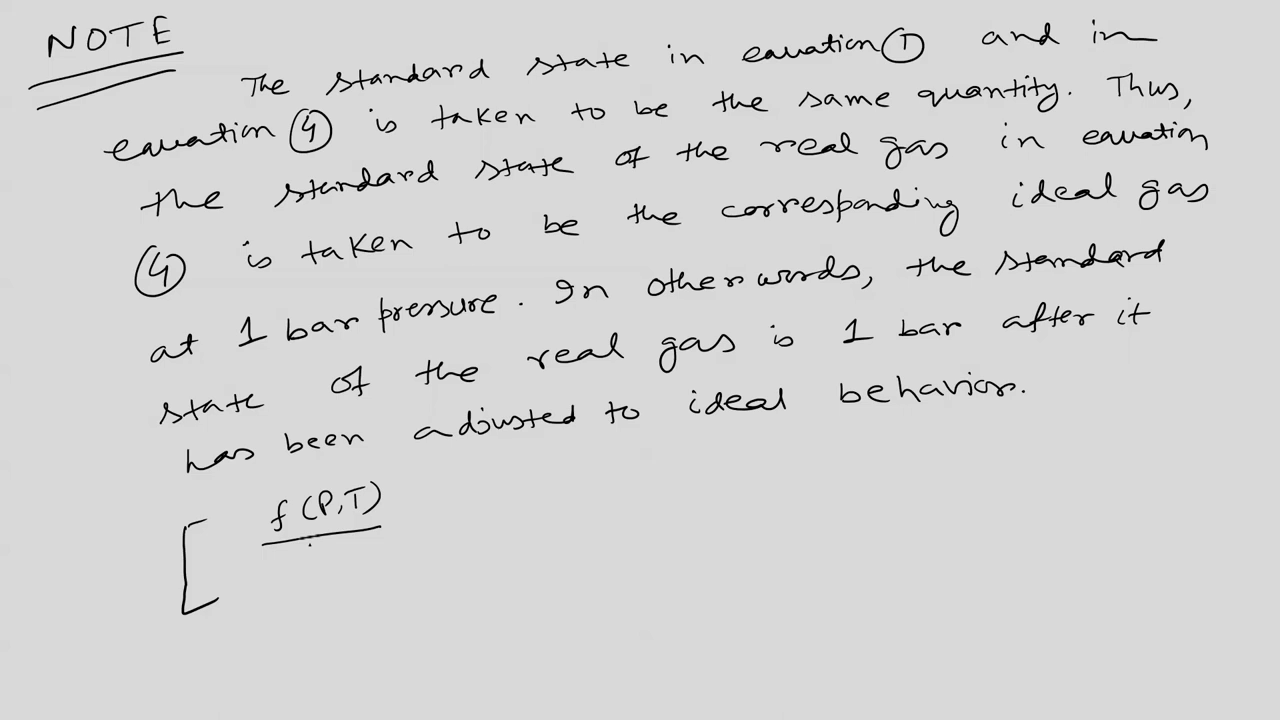 NOTE
The standard state in equation ① and in
equation ④ is taken to be the same quantity. Thus,
the standard state of the real gas in equation
④ is taken to be the corresponding ideal gas
at 1 bar pressure. In other words, the standard
state of the real gas is 1 bar after it
has been adjusted to ideal behavior.
[ f(P,T)